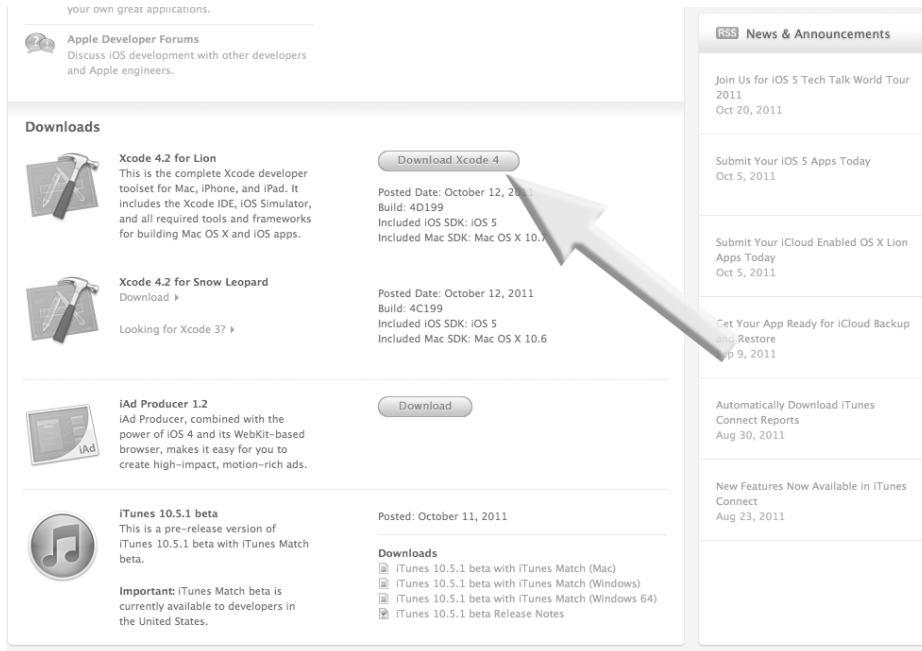 your own great applications.
Apple Developer Forums
Discuss iOS development with other developers
and Apple engineers.
Downloads
Xcode 4.2 for Lion
This is the complete Xcode developer
toolset for Mac, iPhone, and iPad. It
includes the Xcode IDE, iOS Simulator,
and all required tools and frameworks
for building Mac OS X and iOS apps.
Download Xcode 4
Posted Date: October 12, 2011
Build: 4D199
Included iOS SDK: iOS 5
Included Mac SDK: Mac OS X 10.7
Xcode 4.2 for Snow Leopard
Download
Looking for Xcode 3?
Posted Date: October 12, 2011
Build: 4C199
Included iOS SDK: iOS 5
Included Mac SDK: Mac OS X 10.6
iAd
iAd Producer 1.2
iAd Producer, combined with the
power of iOS 4 and its WebKit-based
browser, makes it easy for you to
create high-impact, motion-rich ads.
Download
iTunes 10.5.1 beta
This is a pre-release version of
iTunes 10.5.1 beta with iTunes Match
beta.
Important: iTunes Match beta is
currently available to developers in
the United States.
Posted: October 11, 2011
Downloads
iTunes 10.5.1 beta with iTunes Match (Mac)
iTunes 10.5.1 beta with iTunes Match (Windows)
iTunes 10.5.1 beta with iTunes Match (Windows 64)
iTunes 10.5.1 beta Release Notes
RSS News & Announcements
Join Us for iOS 5 Tech Talk World Tour
2011
Oct 20, 2011
Submit Your iOS 5 Apps Today
Oct 5, 2011
Submit Your iCloud Enabled OS X Lion
Apps Today
Oct 5, 2011
Get Your App Ready for iCloud Backup
and Restore
Sep 9, 2011
Automatically Download iTunes
Connect Reports
Aug 30, 2011
New Features Now Available in iTunes
Connect
Aug 23, 2011